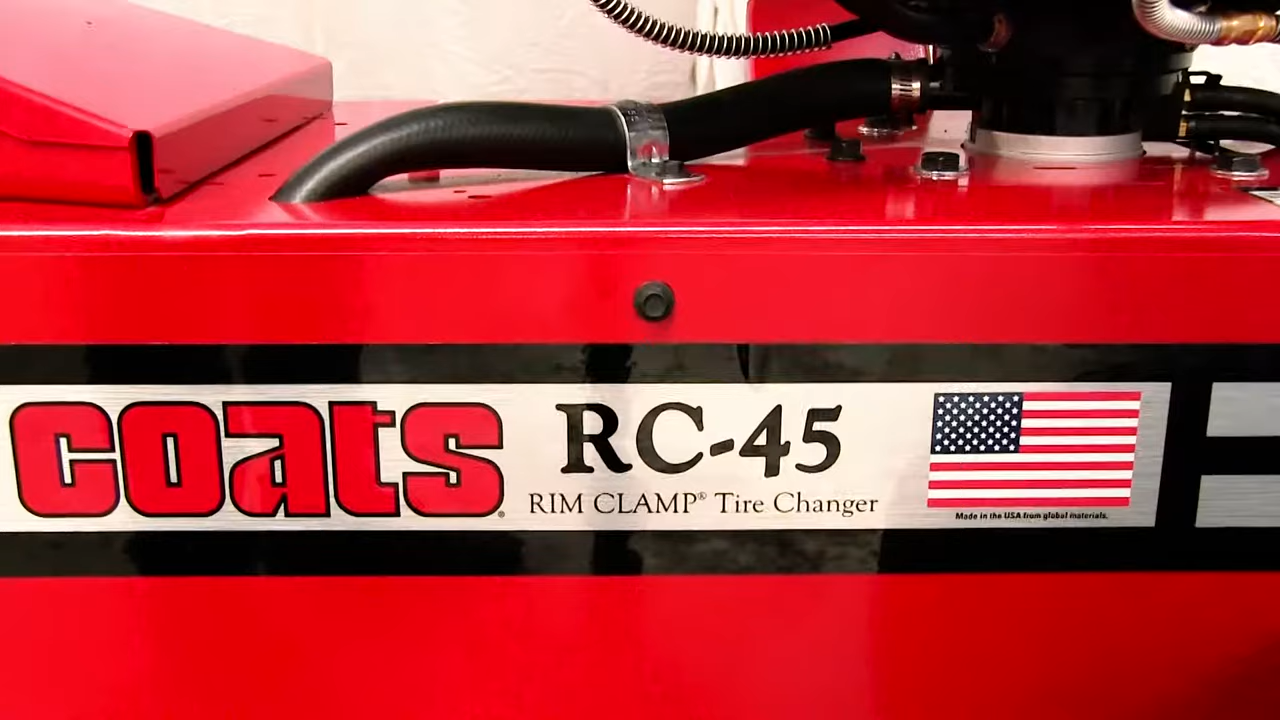 coats® RC-45
RIM CLAMP® Tire Changer
Made in the USA from global materials.